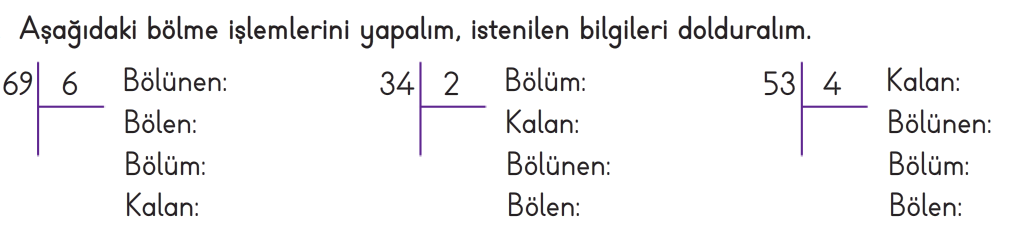 Aşağıdaki bölme işlemlerini yapalım, istenilen bilgileri dolduralım.
69 6 Bölünen:
Bölen:
Bölüm:
Kalan:
34 2 Bölüm:
Kalan:
Bölünen:
Bölen:
53 4 Kalan:
Bölünen:
Bölüm:
Bölen: